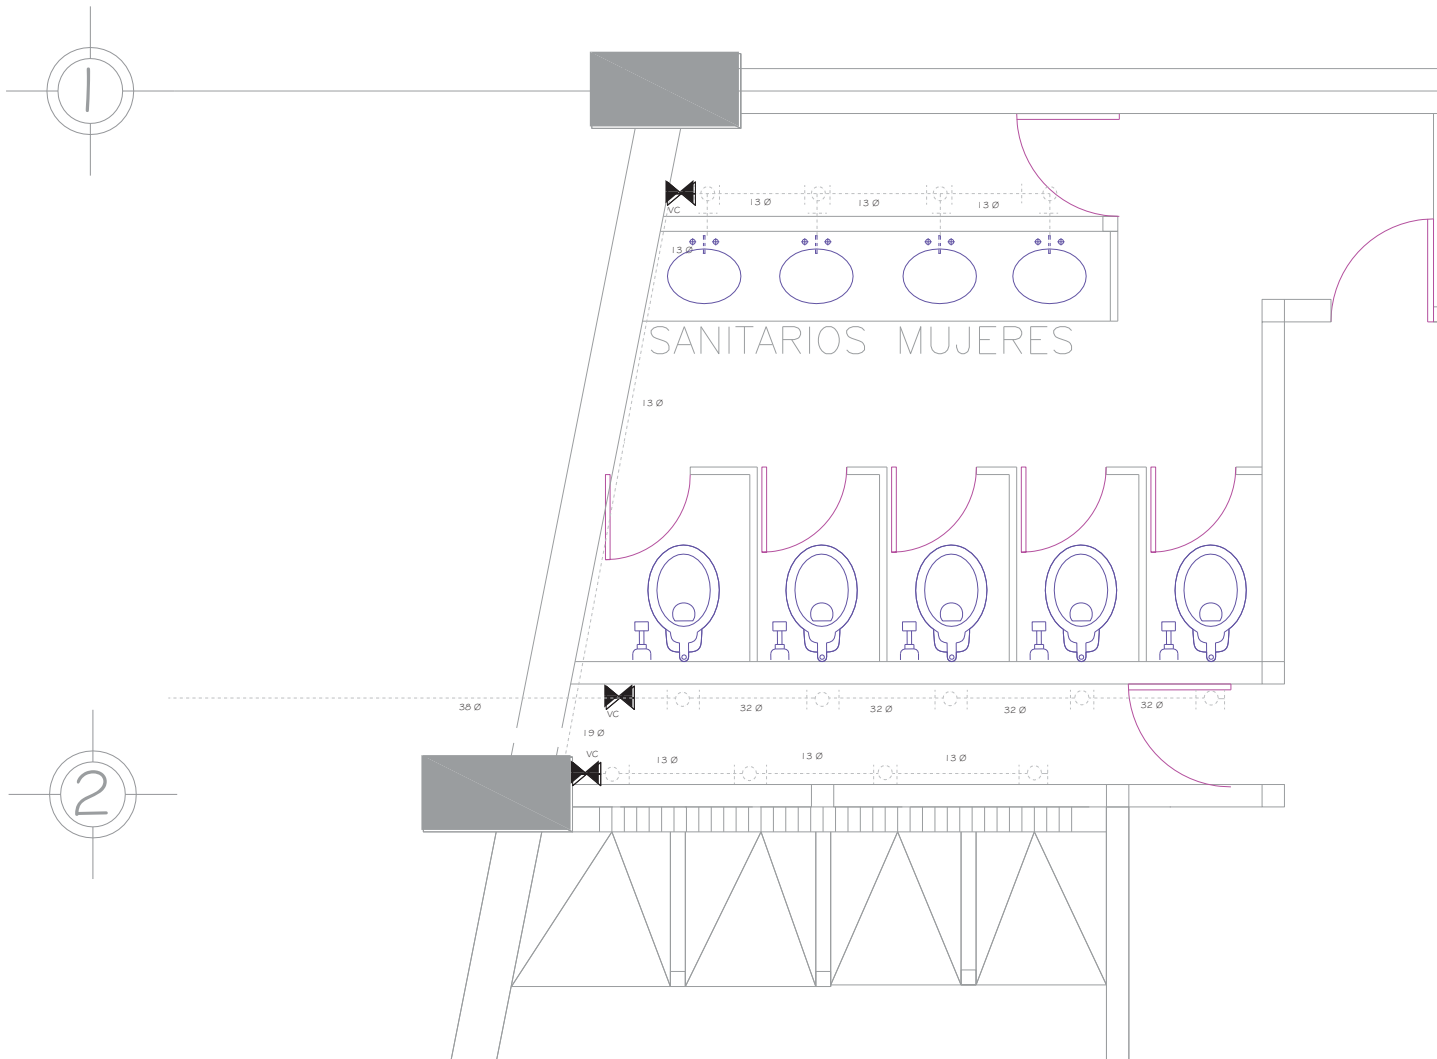 1
13 Ø
13 Ø
13 Ø
VC
13 Ø
SANITARIOS MUJERES
13 Ø
38 Ø
32 Ø
32 Ø
32 Ø
32 Ø
VC
19 Ø
VC
13 Ø
13 Ø
13 Ø
2